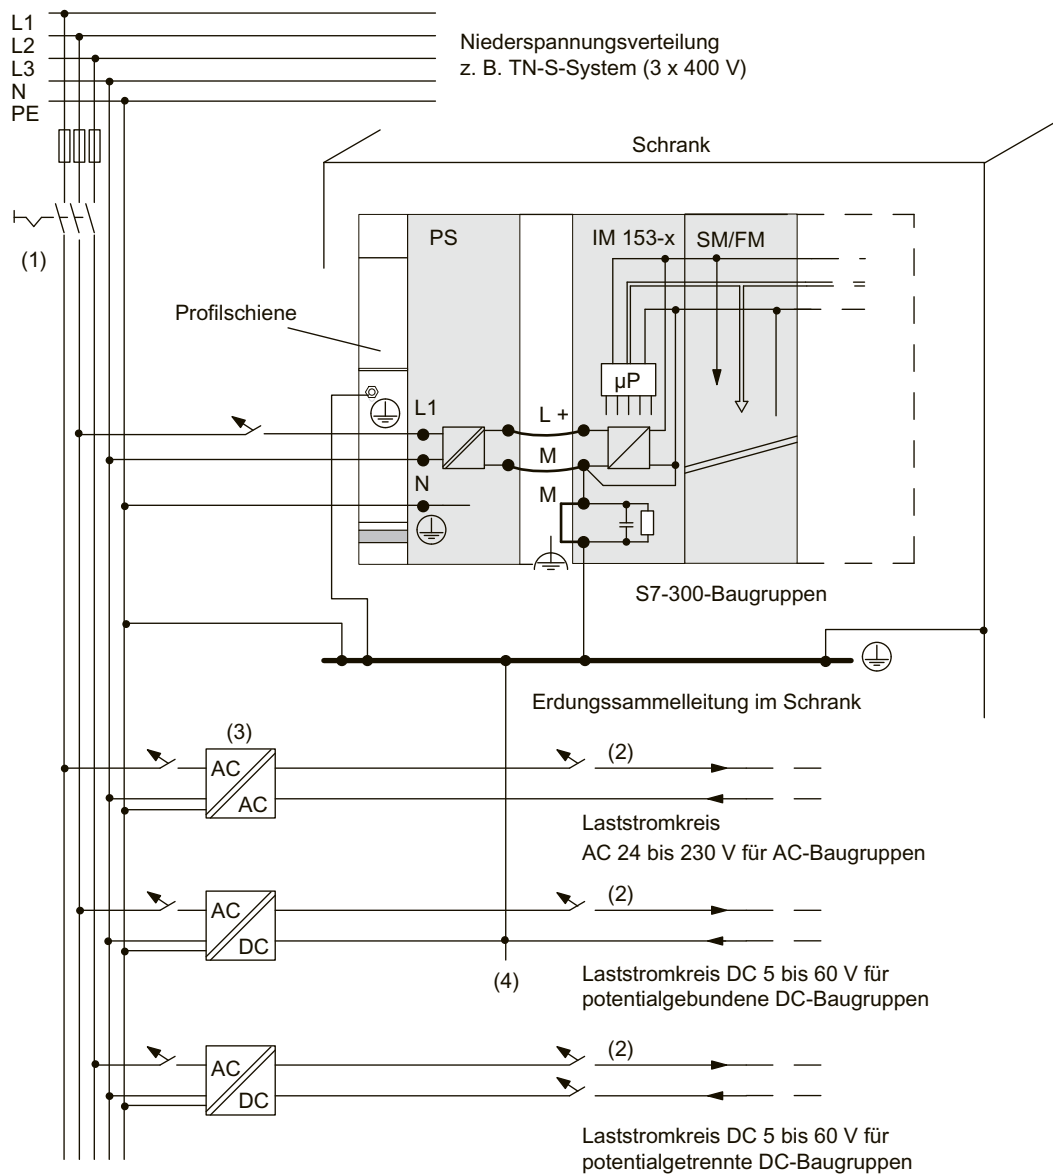 L1
L2
L3
N
PE
Niederspannungsverteilung
z. B. TN-S-System (3 x 400 V)
Schrank
(1)
PS
IM 153-x
SM/FM
Profilschiene
µP
L1
L +
M
N
M
S7-300-Baugruppen
Erdungssammelleitung im Schrank
(3)
(2)
AC
AC
Laststromkreis
AC 24 bis 230 V für AC-Baugruppen
(2)
AC
DC
(4)
Laststromkreis DC 5 bis 60 V für
potentialgebundene DC-Baugruppen
(2)
AC
DC
Laststromkreis DC 5 bis 60 V für
potentialgetrennte DC-Baugruppen